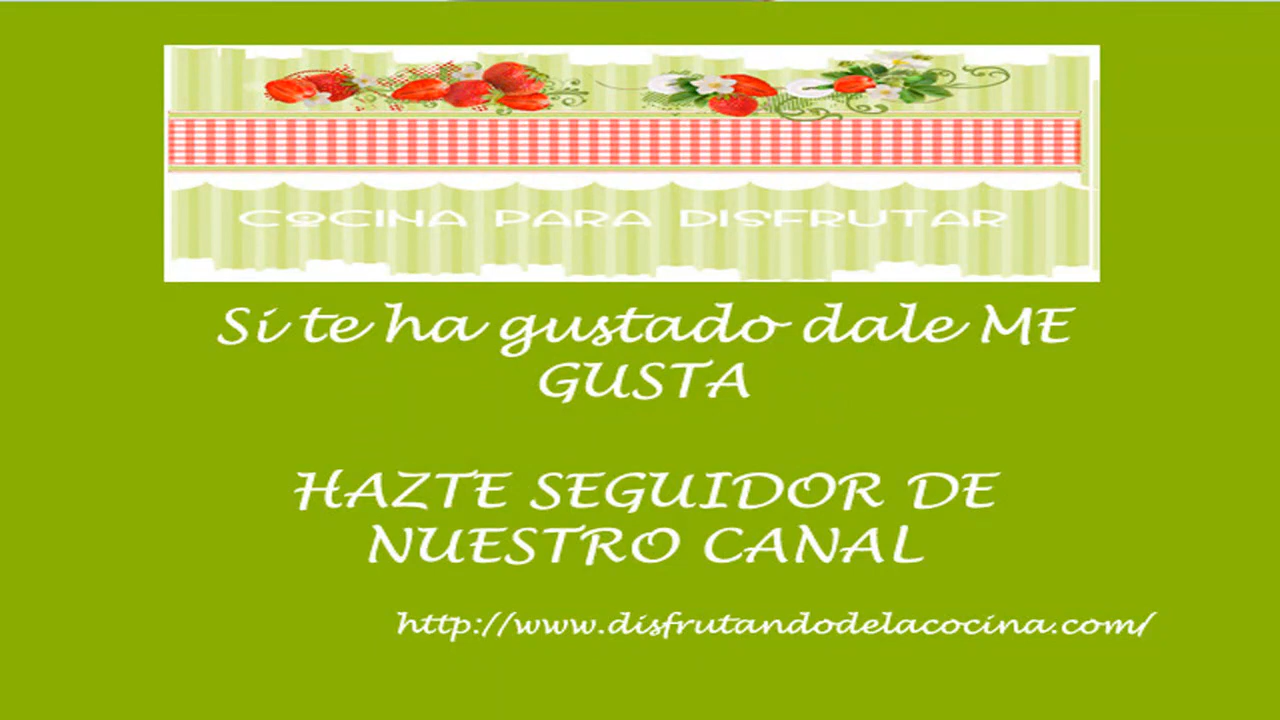 COCINA PARA DISFRUTAR
Si te ha gustado dale ME
GUSTA
HAZTE SEGUIDOR DE
NUESTRO CANAL
http://www.disfrutandodelacocina.com/